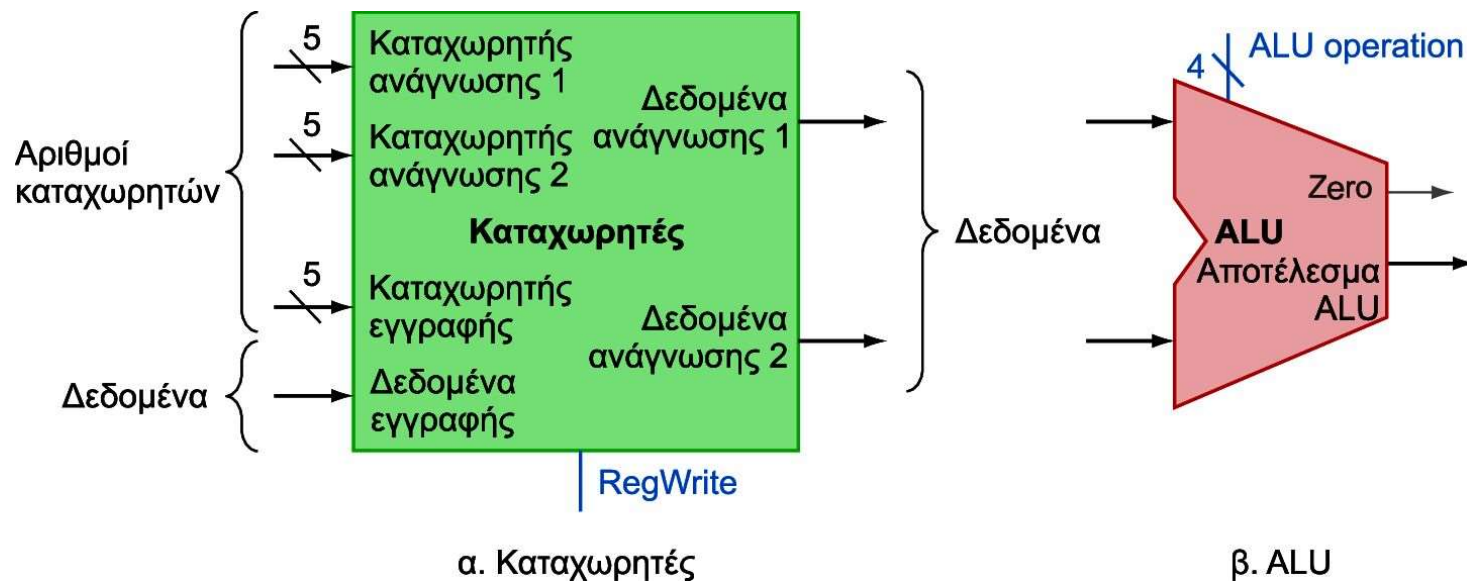 Αριθμοί
καταχωρητών
Δεδομένα
5
Καταχωρητής
ανάγνωσης 1
5
Καταχωρητής
ανάγνωσης 2
Καταχωρητές
5
Καταχωρητής
εγγραφής
Δεδομένα
εγγραφής
Δεδομένα
ανάγνωσης 1
Δεδομένα
ανάγνωσης 2
RegWrite
Δεδομένα
4
ALU operation
Zero
ALU
Αποτέλεσμα
ALU
α. Καταχωρητές
β. ALU